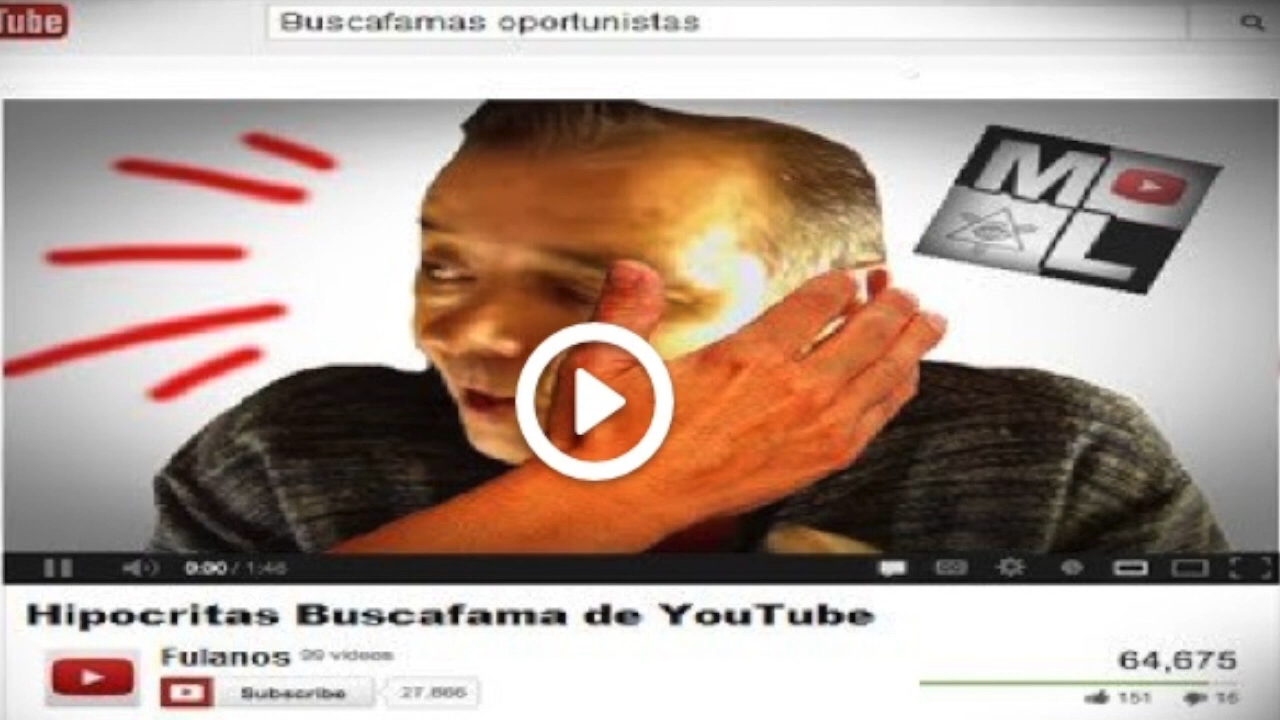 Tube
Buscafamas oportunistas
MOL
0:00 / 1:46
Hipocritas Buscafama de YouTube
Fulanos 99 videos
Subscribe 27.866
64,675
151 16